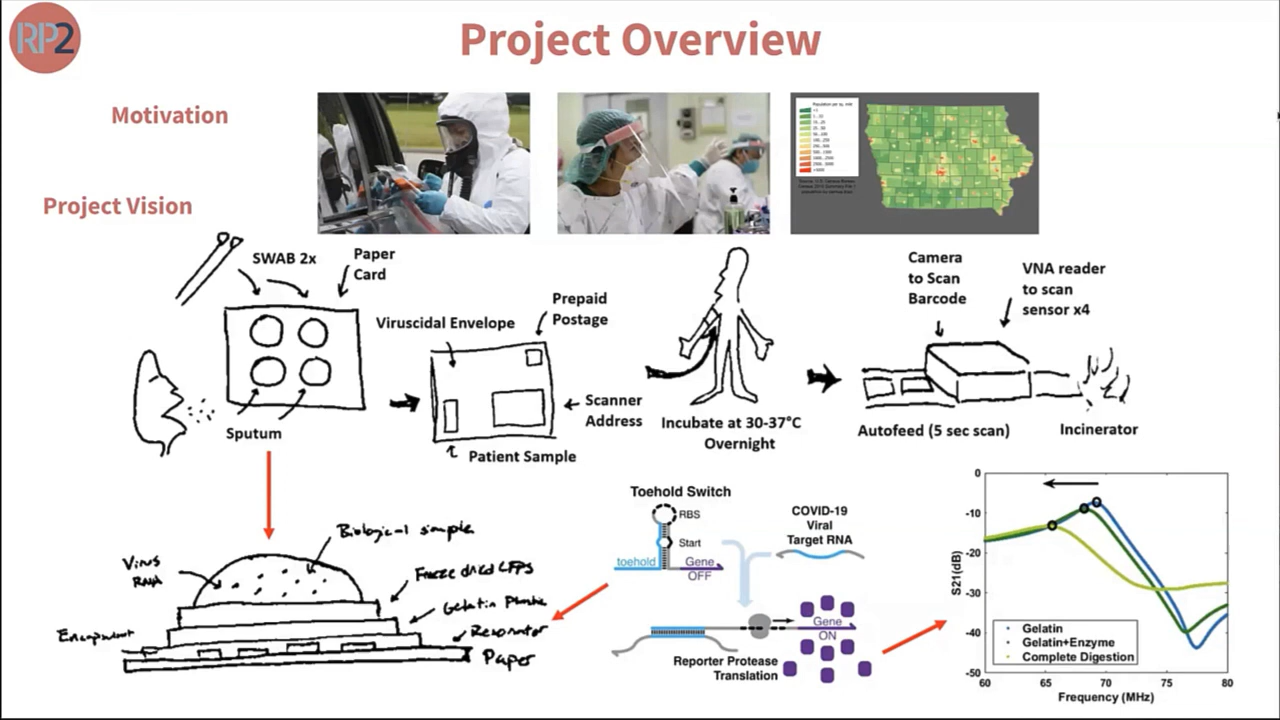 RP2
Project Overview
Motivation
Project Vision
SWAB 2x
Paper
Card
Sputum
Viruscidal Envelope
Prepaid
Postage
Scanner
Address
Patient Sample
Incubate at 30-37°C
Overnight
Camera
to Scan
Barcode
VNA reader
to scan
sensor x4
Autofeed (5 sec scan)
Incinerator
Biological sample
Virus
RNA
Freeze dried CFPS
Gelatin Plastic
Resonator
Paper
Encapsulant
Toehold Switch
RBS
Start
toehold
Gene
OFF
COVID-19
Viral
Target RNA
Gene
ON
Reporter Protease
Translation
0
-10
-20
-30
-40
-50
S21(dB)
Gelatin
Gelatin+Enzyme
Complete Digestion
60
65
70
75
80
Frequency (MHz)